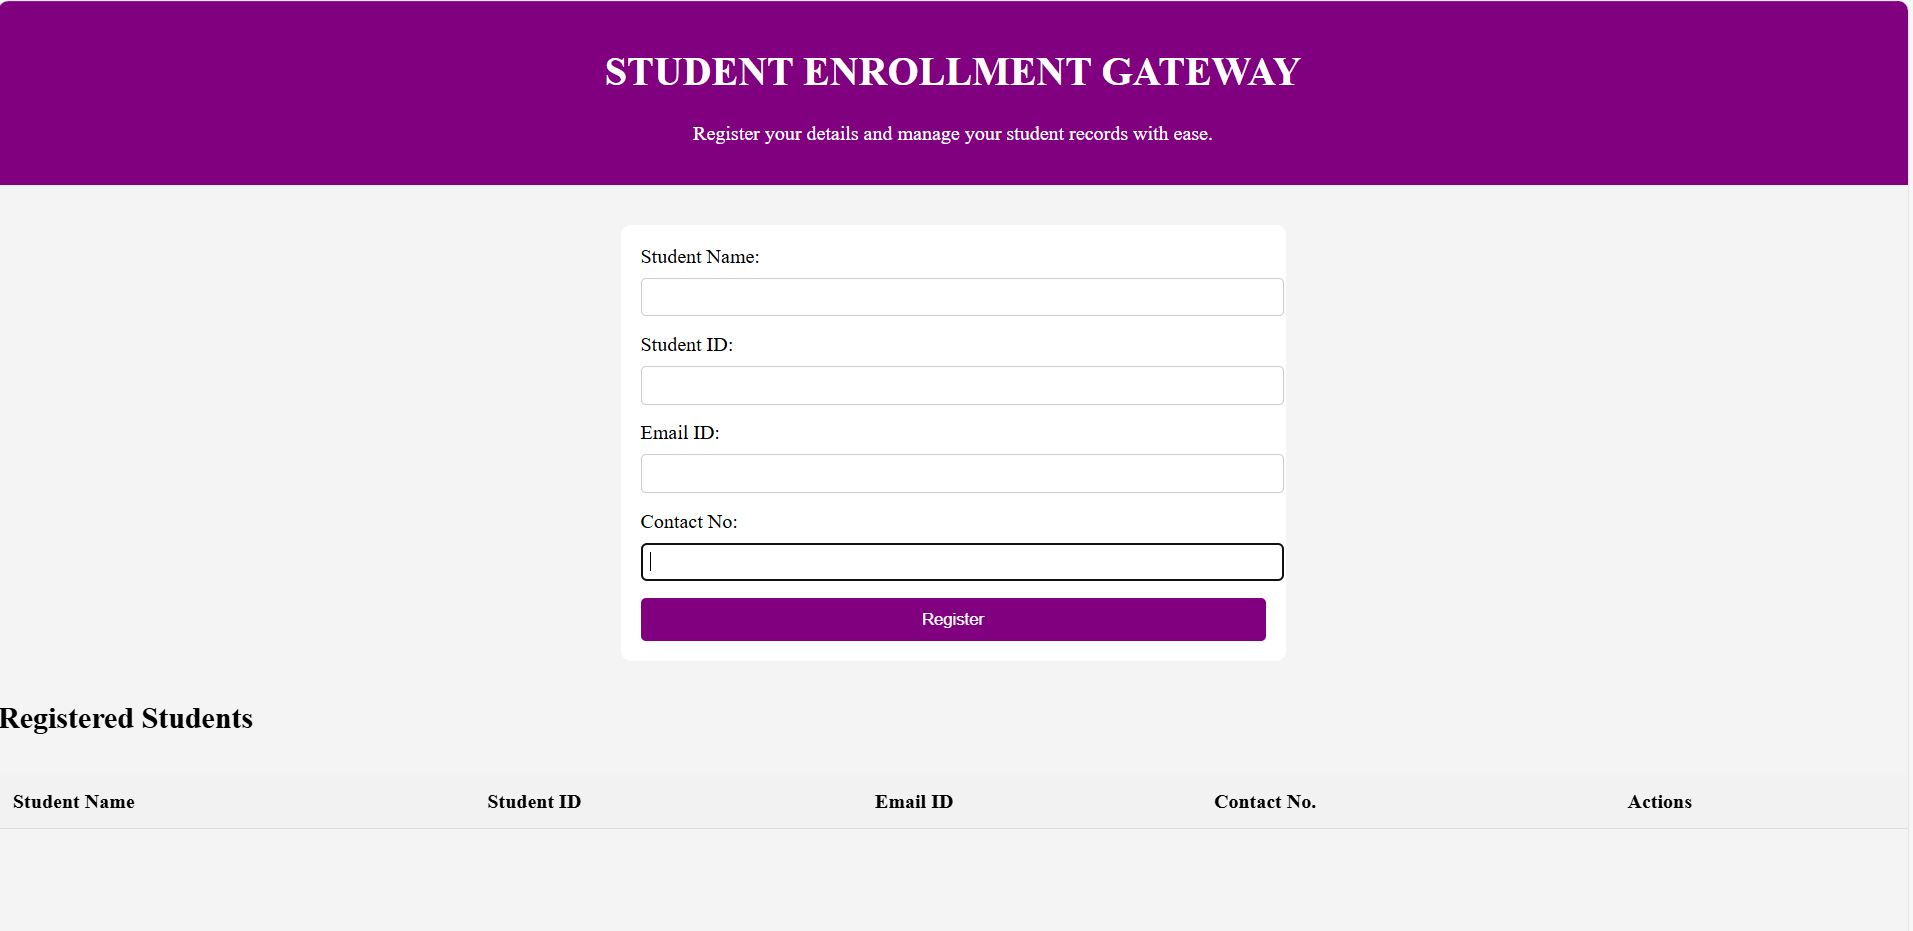 STUDENT ENROLLMENT GATEWAY
Register your details and manage your student records with ease.
Student Name:
Student ID:
Email ID:
Contact No:
Register
Registered Students
Student Name Student ID Email ID Contact No. Actions